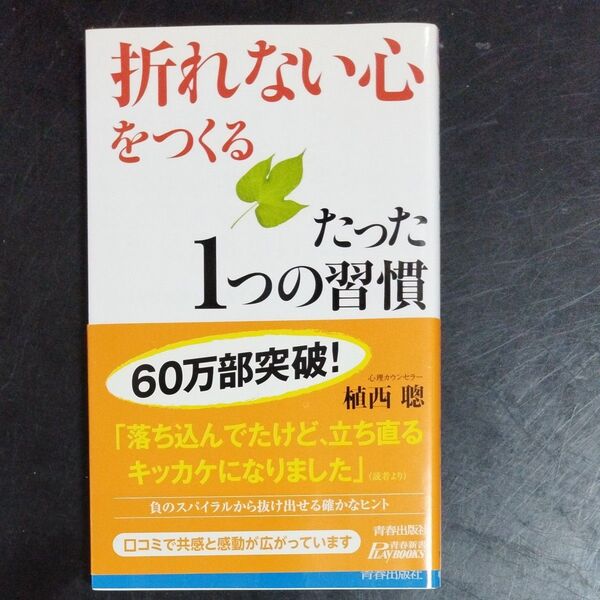 折れない心
をつくる
たった
1つの習慣
60万部突破!
心理カウンセラー
植西 聰
「落ち込んでたけど、立ち直る
キッカケになりました」(読者より)
負のスパイラルから抜け出せる確かなヒント
口コミで共感と感動が広がっています
青春出版社
青春新書
PLAYBOOKS
青春出版社